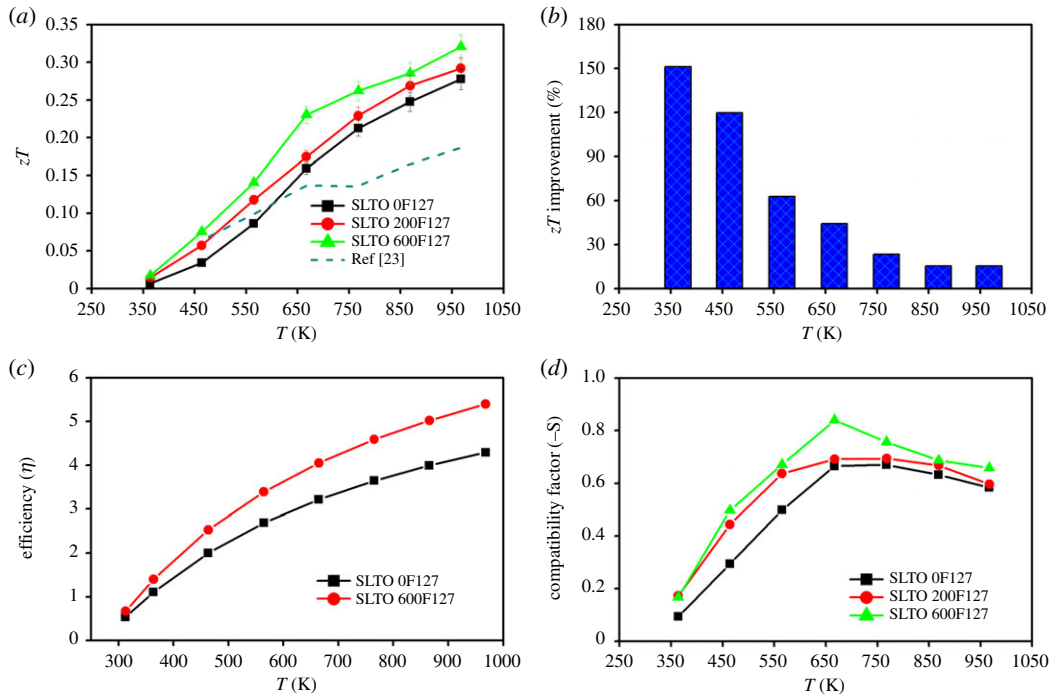 (a)
0.35
0.30
0.25
0.20
0.15
0.10
0.05
0
zT
SLTO 0F127
SLTO 200F127
SLTO 600F127
Ref [23]
250 350 450 550 650 750 850 950 1050
T (K)
(b)
180
150
120
90
60
30
0
zT improvement (%)
250 350 450 550 650 750 850 950 1050
T (K)
(c)
6
5
4
3
2
1
0
efficiency (η)
SLTO 0F127
SLTO 600F127
300 400 500 600 700 800 900 1000
T (K)
(d)
1.0
0.8
0.6
0.4
0.2
0
compatibility factor (–S)
SLTO 0F127
SLTO 200F127
SLTO 600F127
250 350 450 550 650 750 850 950 1050
T (K)